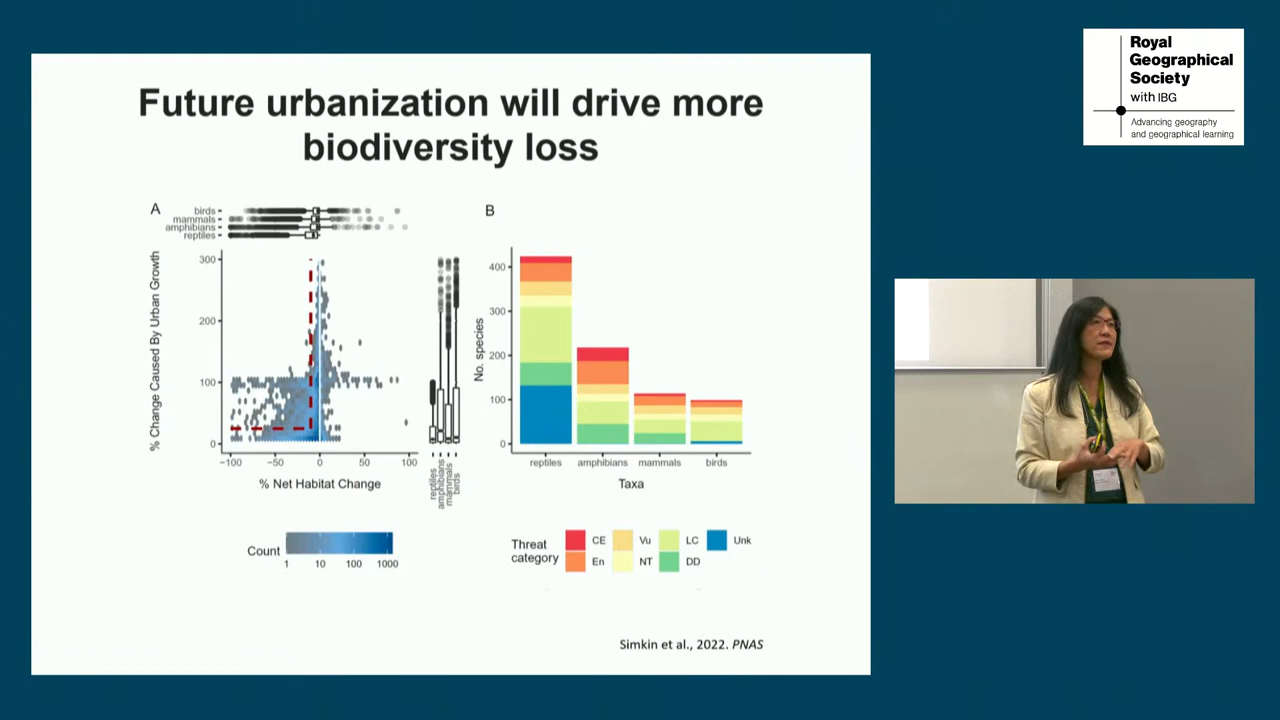 Future urbanization will drive more
biodiversity loss
A
birds
mammals
amphibians
reptiles
% Change Caused By Urban Growth
300
200
100
0
−100
−50
0
50
100
% Net Habitat Change
reptiles
amphibians
mammals
birds
Count
1
10
100
1000
B
No. species
400
300
200
100
0
reptiles
amphibians
mammals
birds
Taxa
Threat
category
CE
Vu
LC
Unk
En
NT
DD
Simkin et al., 2022. PNAS
Royal
Geographical
Society
with IBG
Advancing geography
and geographical learning